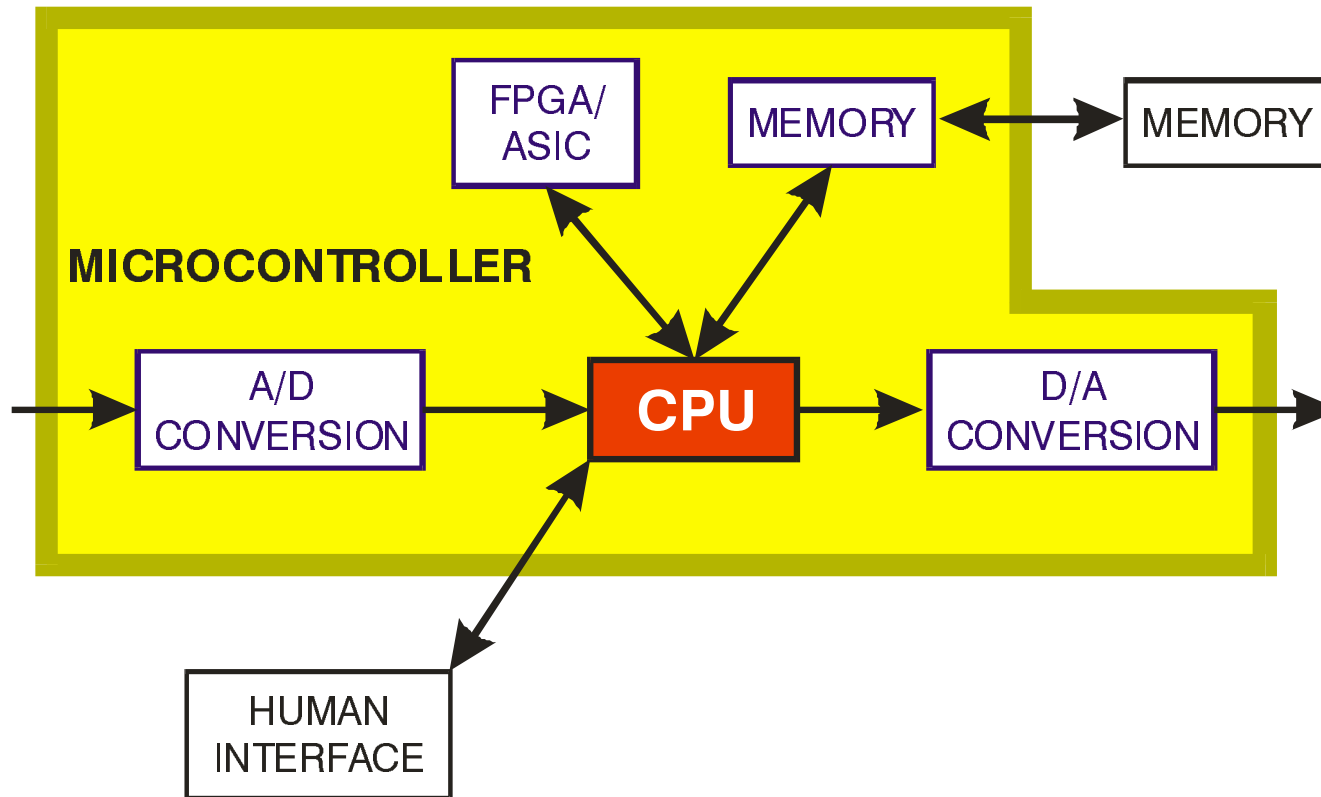 FPGA/
ASIC
MEMORY
MEMORY
MICROCONTROLLER
A/D
CONVERSION
CPU
D/A
CONVERSION
HUMAN
INTERFACE